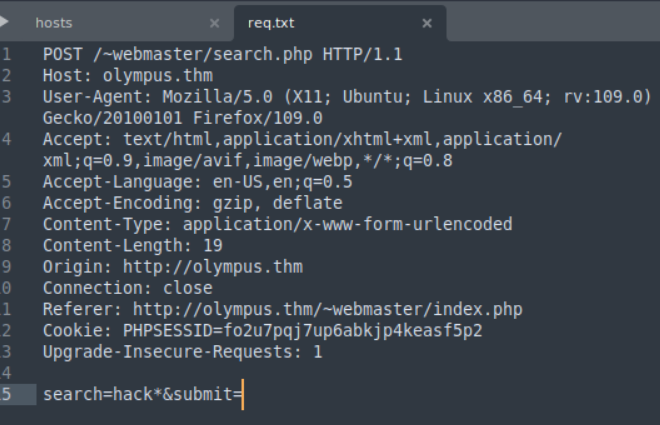 hosts × req.txt ×
1 POST /~webmaster/search.php HTTP/1.1
2 Host: olympus.thm
3 User-Agent: Mozilla/5.0 (X11; Ubuntu; Linux x86_64; rv:109.0)
Gecko/20100101 Firefox/109.0
4 Accept: text/html,application/xhtml+xml,application/
xml;q=0.9,image/avif,image/webp,*/*;q=0.8
5 Accept-Language: en-US,en;q=0.5
6 Accept-Encoding: gzip, deflate
7 Content-Type: application/x-www-form-urlencoded
8 Content-Length: 19
9 Origin: http://olympus.thm
0 Connection: close
1 Referer: http://olympus.thm/~webmaster/index.php
2 Cookie: PHPSESSID=fo2u7pqj7up6abkjp4keasf5p2
3 Upgrade-Insecure-Requests: 1
4
5 search=hack*&submit=